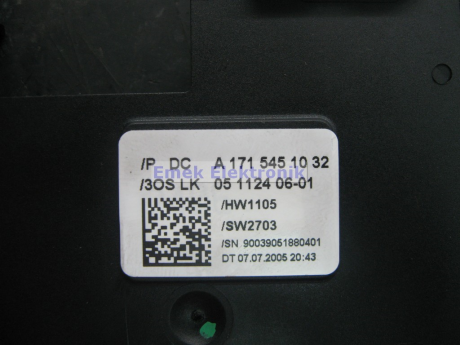 /P DC A 171 545 10 32
Emek Elektronik
/3OS LK 05 1124 06-01
/HW1105
/SW2703
/SN 90039051880401
DT 07.07.2005 20:43